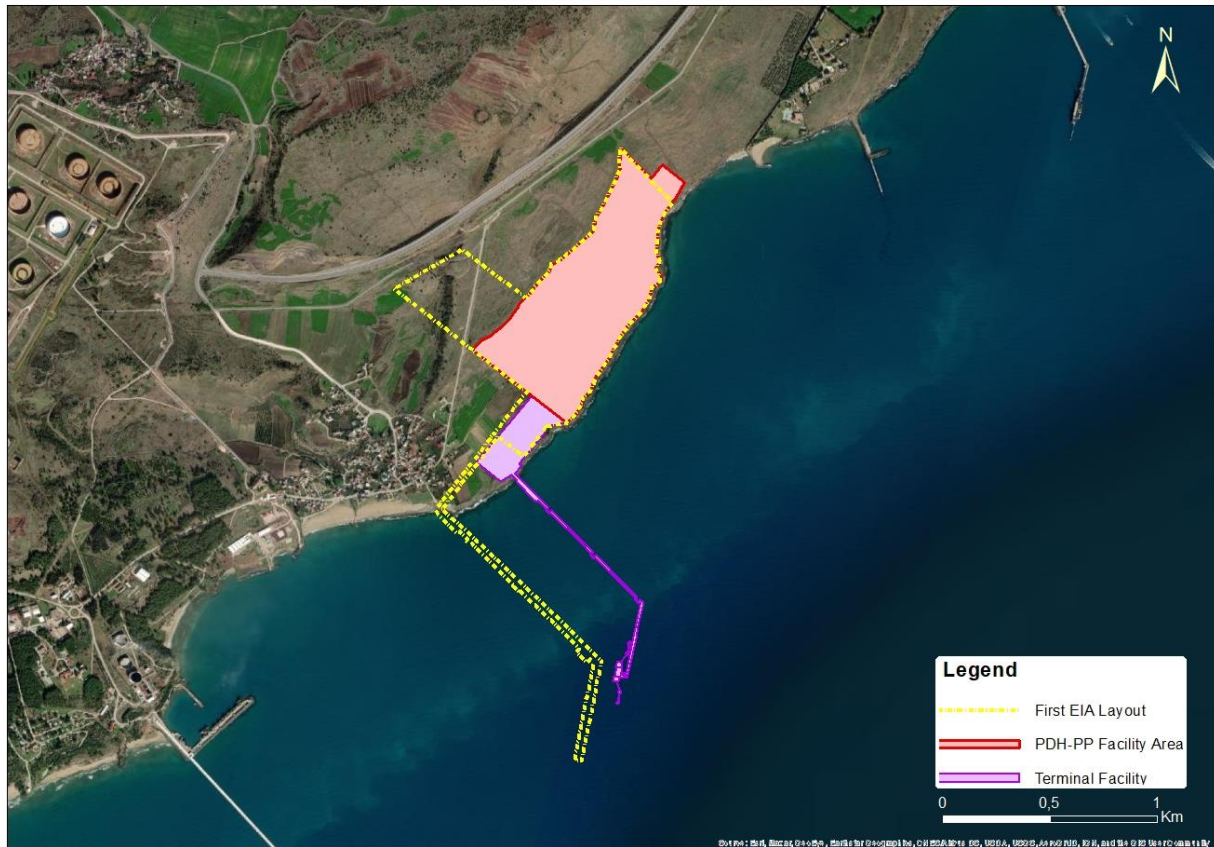 N
Legend
First EIA Layout
PDH-PP Facility Area
Terminal Facility
0 0,5 1
Km